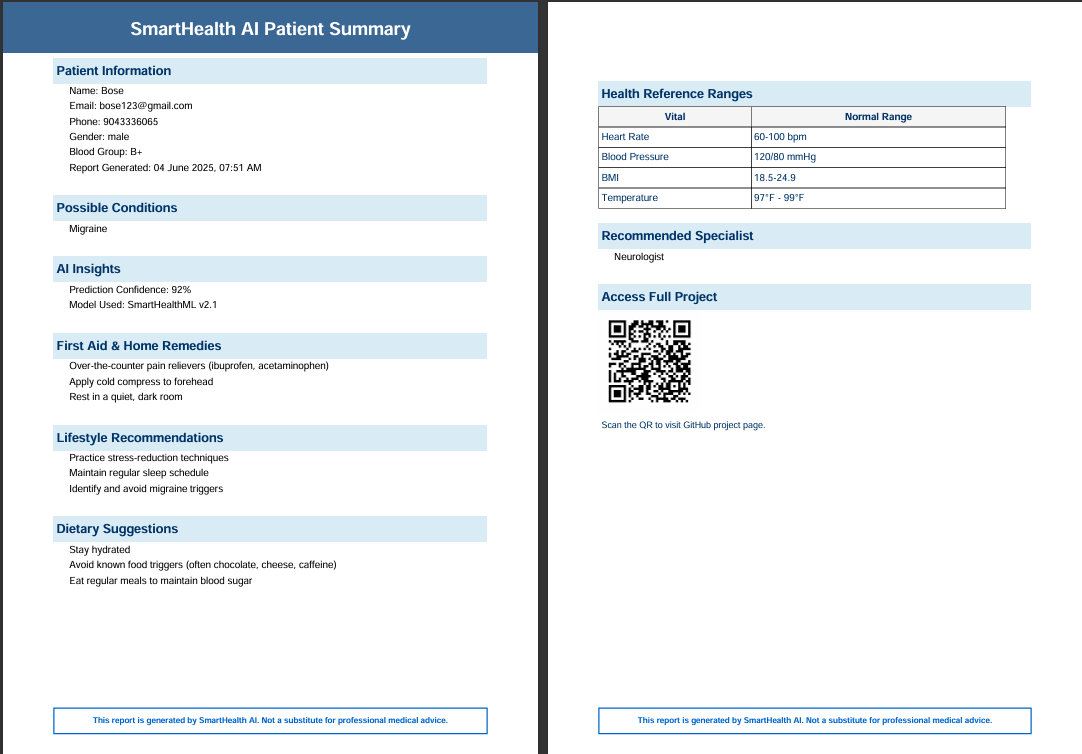 SmartHealth AI Patient Summary
Patient Information
Name: Bose
Email: bose123@gmail.com
Phone: 9043336065
Gender: male
Blood Group: B+
Report Generated: 04 June 2025, 07:51 AM
Possible Conditions
Migraine
AI Insights
Prediction Confidence: 92%
Model Used: SmartHealthML v2.1
First Aid & Home Remedies
Over-the-counter pain relievers (ibuprofen, acetaminophen)
Apply cold compress to forehead
Rest in a quiet, dark room
Lifestyle Recommendations
Practice stress-reduction techniques
Maintain regular sleep schedule
Identify and avoid migraine triggers
Dietary Suggestions
Stay hydrated
Avoid known food triggers (often chocolate, cheese, caffeine)
Eat regular meals to maintain blood sugar
This report is generated by SmartHealth AI. Not a substitute for professional medical advice.
Health Reference Ranges
Vital Normal Range
Heart Rate 60-100 bpm
Blood Pressure 120/80 mmHg
BMI 18.5-24.9
Temperature 97°F - 99°F
Recommended Specialist
Neurologist
Access Full Project
Scan the QR to visit GitHub project page.
This report is generated by SmartHealth AI. Not a substitute for professional medical advice.